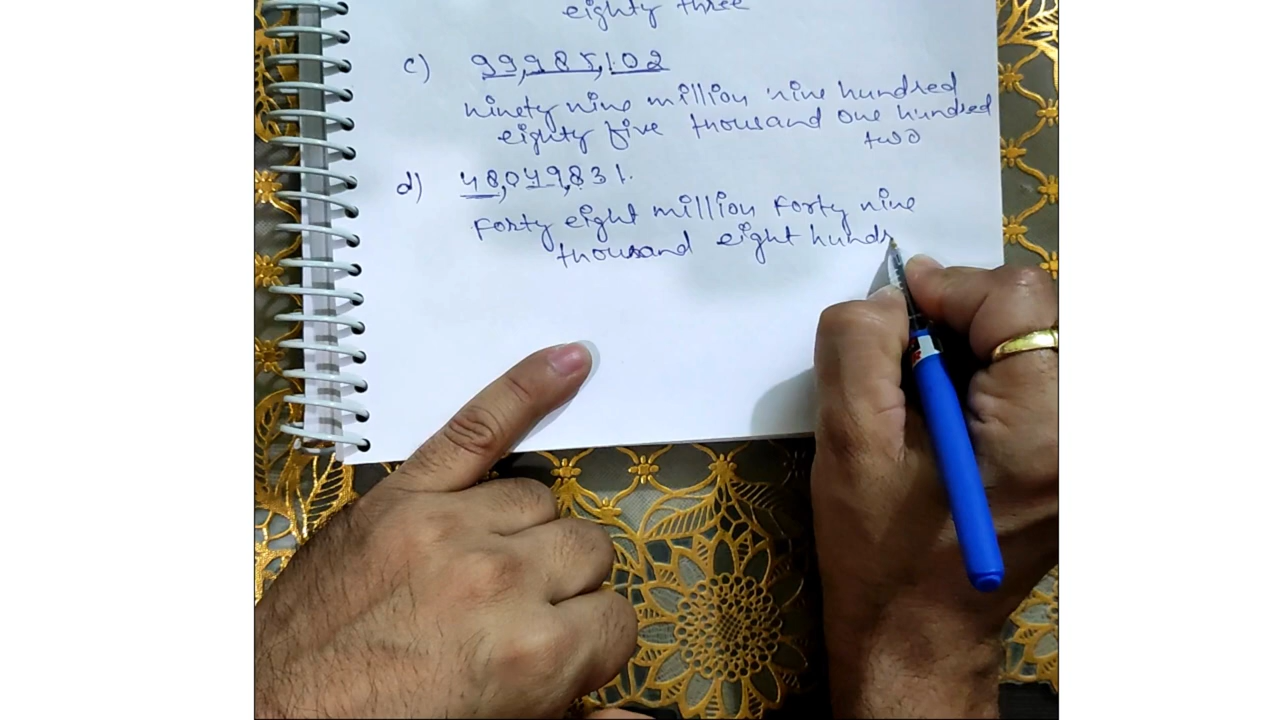 eighty three
c) 99,985,102
ninety nine million nine hundred
eighty five thousand one hundred
two
d) 48,049,831.
Forty eight million Forty nine
thousand eight hundr